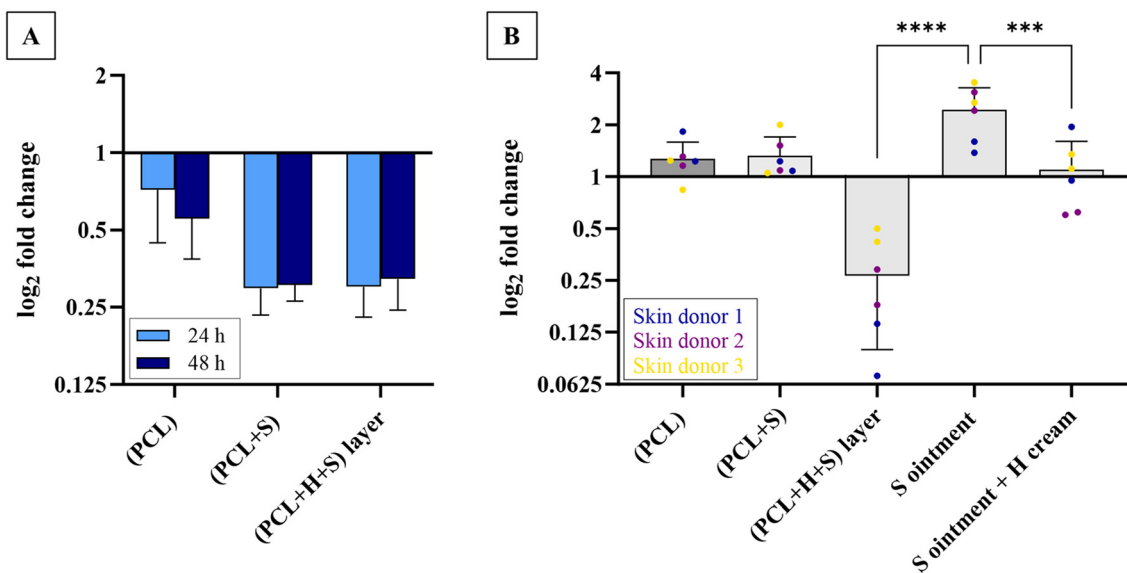 A
log₂ fold change
2
1
0.5
0.25
0.125
24 h
48 h
(PCL)
(PCL+S)
(PCL+H+S) layer
B
****
***
log₂ fold change
4
2
1
0.5
0.25
0.125
0.0625
Skin donor 1
Skin donor 2
Skin donor 3
(PCL)
(PCL+S)
(PCL+H+S) layer
S ointment
S ointment + H cream